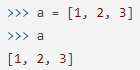 >>> a = [1, 2, 3]
>>> a
[1, 2, 3]